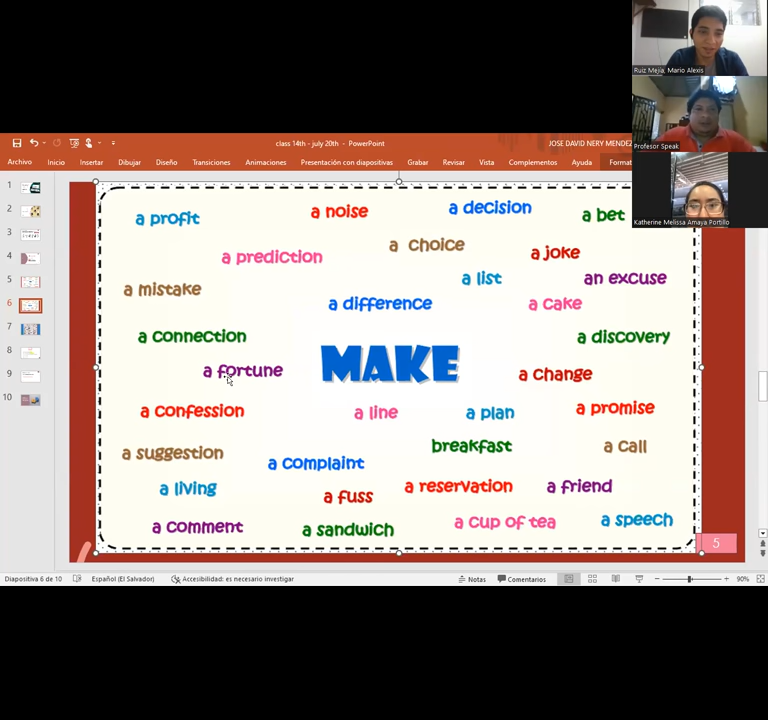 Ruiz Mejia, Mario Alexis
Profesor Speak
Katherine Melissa Amaya Portillo
class 14th - july 20th - PowerPoint
JOSE DAVID NERY MENDEZ
Archivo Inicio Insertar Dibujar Diseño Transiciones Animaciones Presentación con diapositivas Grabar Revisar Vista Complementos Ayuda Format
1
2
3
4
5
6
7
8
9
10
a profit
a noise
a decision
a bet
a prediction
a choice
a joke
a mistake
a difference
a list
an excuse
a cake
a connection
MAKE
a discovery
a fortune
a change
a confession
a line
a plan
a promise
a suggestion
a complaint
breakfast
a call
a living
a fuss
a reservation
a friend
a comment
a sandwich
a cup of tea
a speech
5
Diapositiva 6 de 10 Español (El Salvador) Accesibilidad: es necesario investigar Notas Comentarios 90%